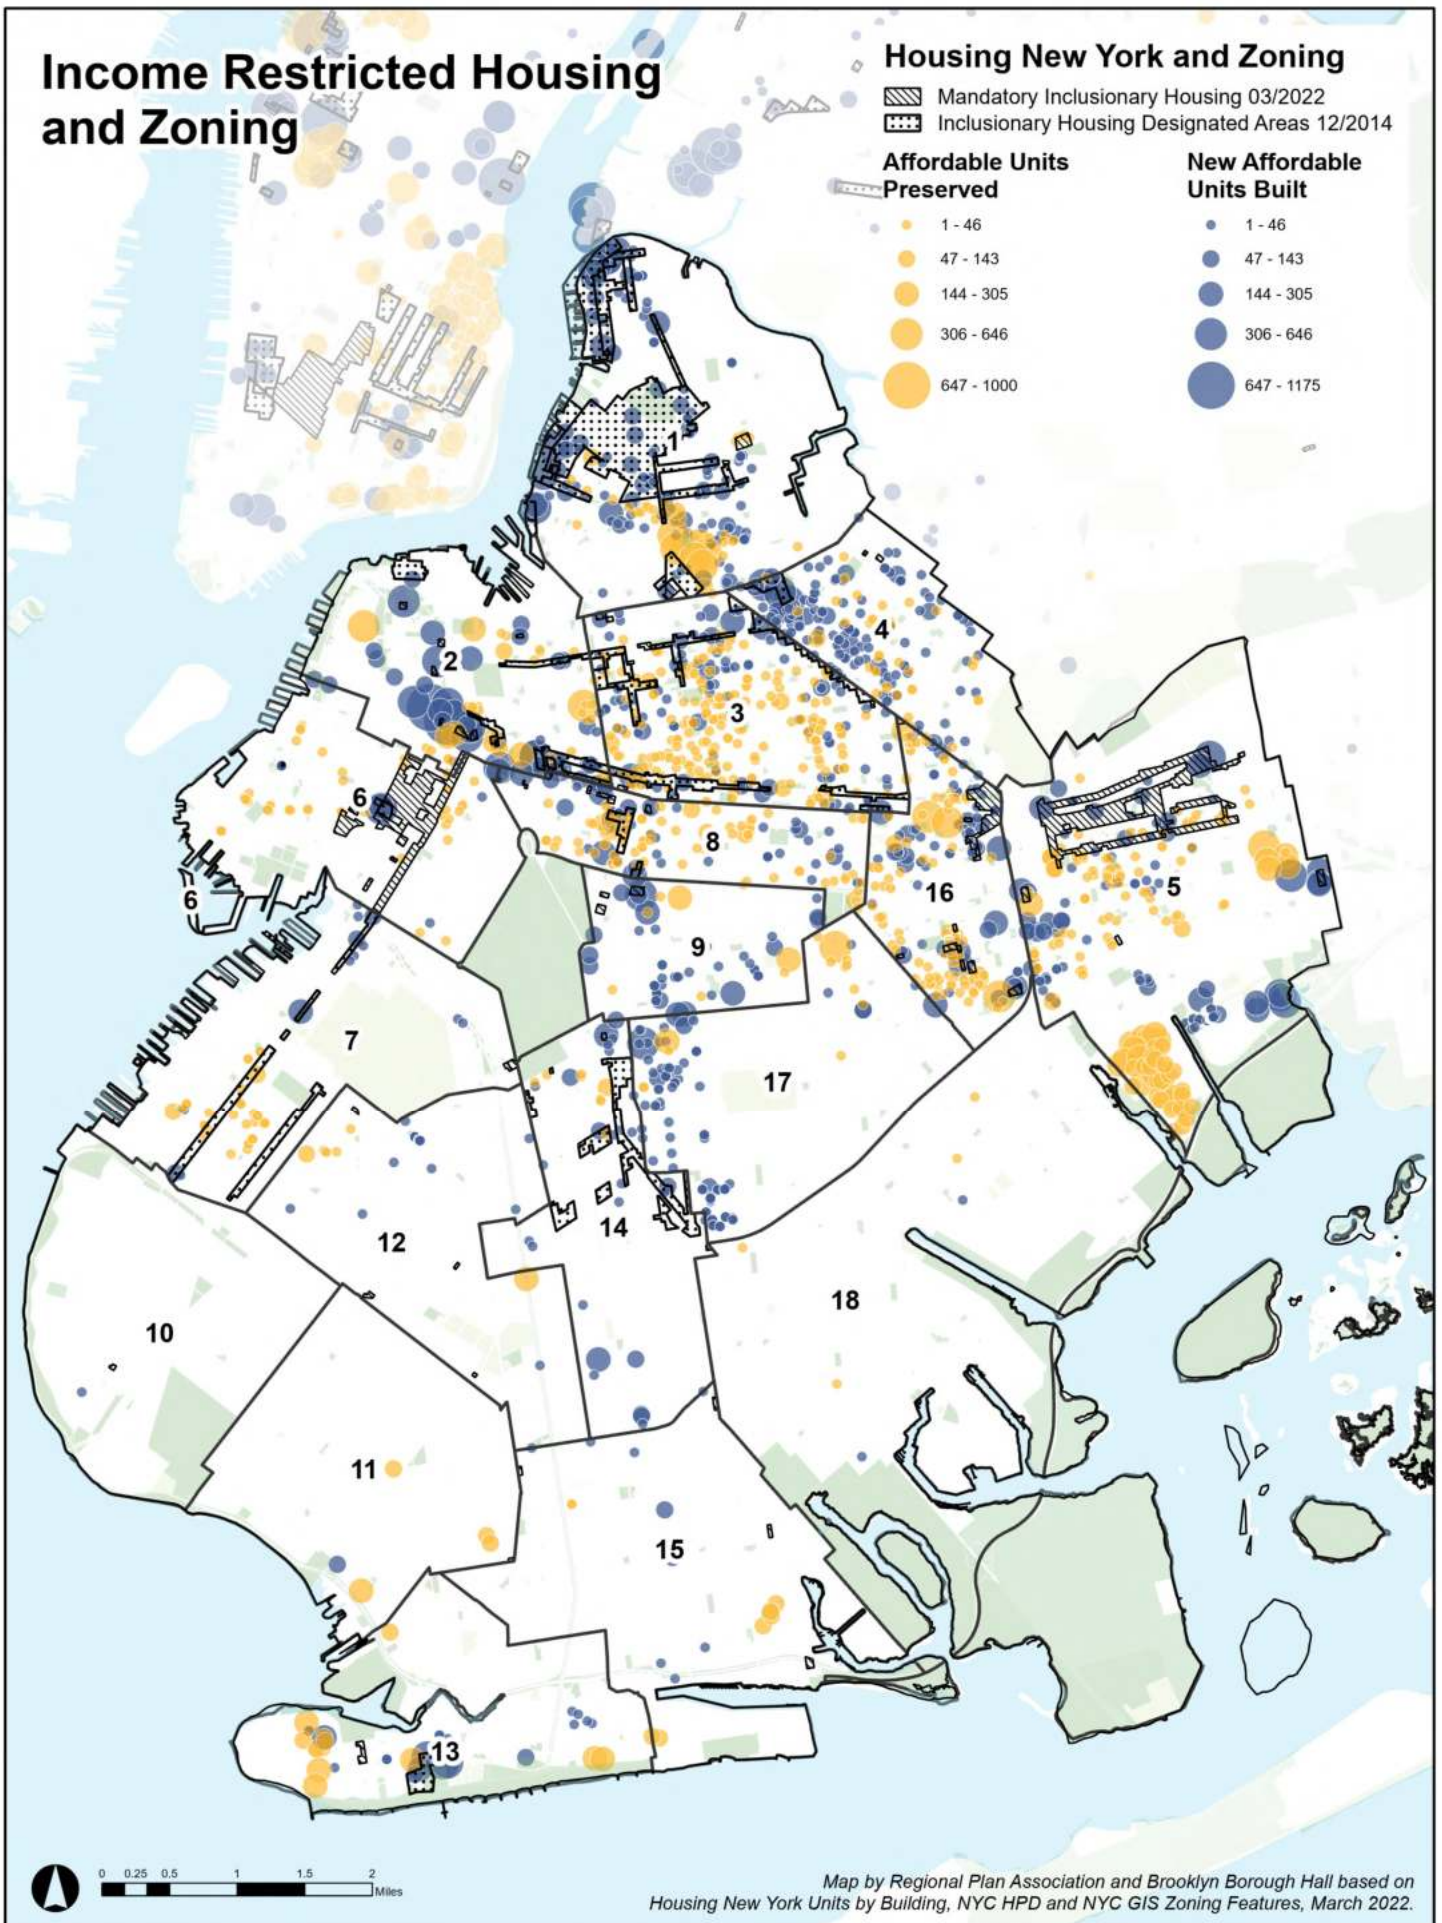 Income Restricted Housing
and Zoning
Housing New York and Zoning
Mandatory Inclusionary Housing 03/2022
Inclusionary Housing Designated Areas 12/2014
Affordable Units
Preserved
1 - 46
47 - 143
144 - 305
306 - 646
647 - 1000
New Affordable
Units Built
1 - 46
47 - 143
144 - 305
306 - 646
647 - 1175
1
4
2
3
6
8
5
16
6
9
7
17
12
14
18
10
11
15
13
0 0.25 0.5 1 1.5 2
Miles
Map by Regional Plan Association and Brooklyn Borough Hall based on
Housing New York Units by Building, NYC HPD and NYC GIS Zoning Features, March 2022.